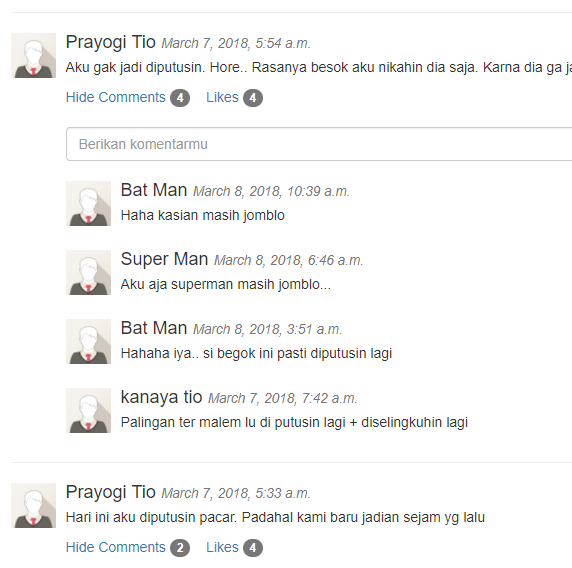 Prayogi Tio March 7, 2018, 5:54 a.m.
Aku gak jadi diputusin. Hore.. Rasanya besok aku nikahin dia saja. Karna dia ga
Hide Comments 4 Likes 4
Berikan komentarmu
Bat Man March 8, 2018, 10:39 a.m.
Haha kasian masih jomblo
Super Man March 8, 2018, 6:46 a.m.
Aku aja superman masih jomblo...
Bat Man March 8, 2018, 3:51 a.m.
Hahaha iya.. si begok ini pasti diputusin lagi
kanaya tio March 7, 2018, 7:42 a.m.
Palingan ter malem lu di putusin lagi + diselingkuhin lagi
Prayogi Tio March 7, 2018, 5:33 a.m.
Hari ini aku diputusin pacar. Padahal kami baru jadian sejam yg lalu
Hide Comments 2 Likes 4